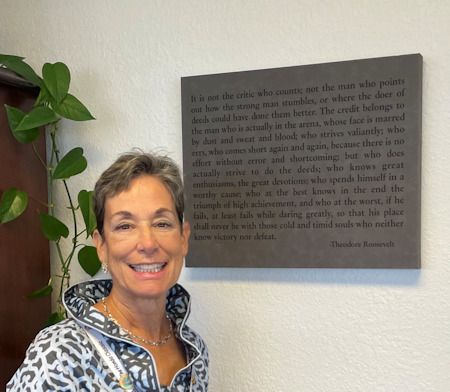 It is not the critic who counts; not the man who points
out how the strong man stumbles, or where the doer of
deeds could have done them better. The credit belongs to
the man who is actually in the arena, whose face is marred
by dust and sweat and blood; who strives valiantly; who
errs, who comes short again and again, because there is no
effort without error and shortcoming; but who does
actually strive to do the deeds; who knows great
enthusiasms, the great devotions; who spends himself in a
worthy cause; who at the best knows in the end the
triumph of high achievement, and who at the worst, if he
fails, at least fails while daring greatly, so that his place
shall never be with those cold and timid souls who neither
know victory nor defeat.
-Theodore Roosevelt